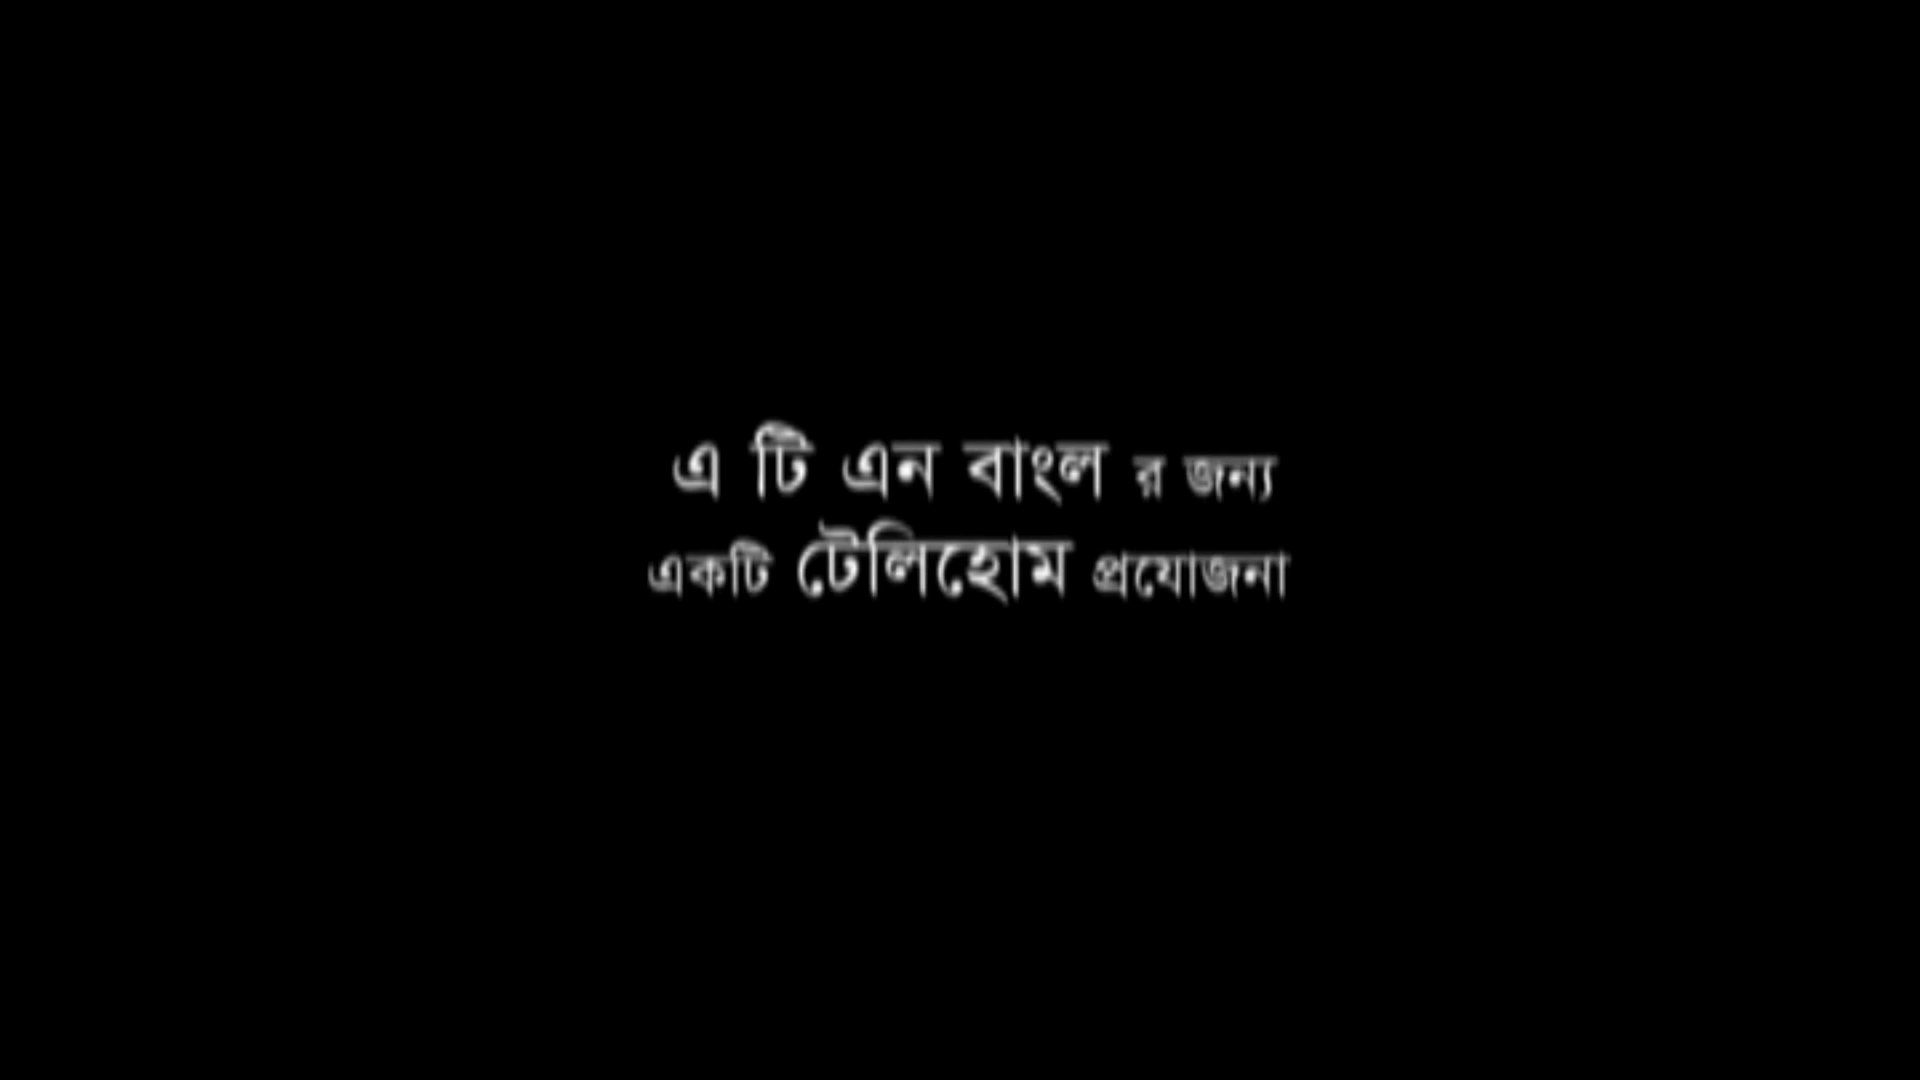 এ টি এন বাংল র জন্য
একটি টেলিহোম প্রযোজনা